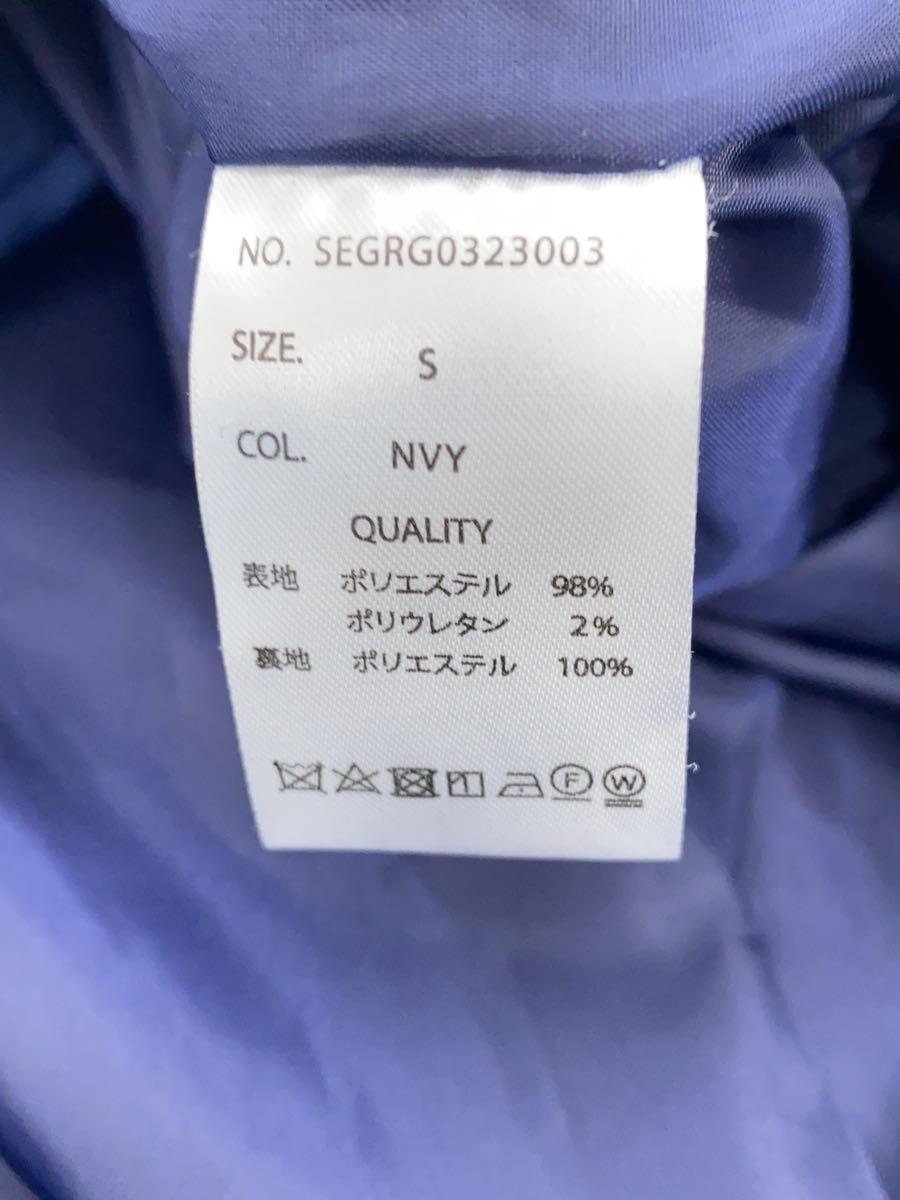 NO. SEGRG0323003
SIZE. S
COL. NVY
QUALITY
表地 ポリエステル 98%
ポリウレタン 2%
裏地 ポリエステル 100%
F W